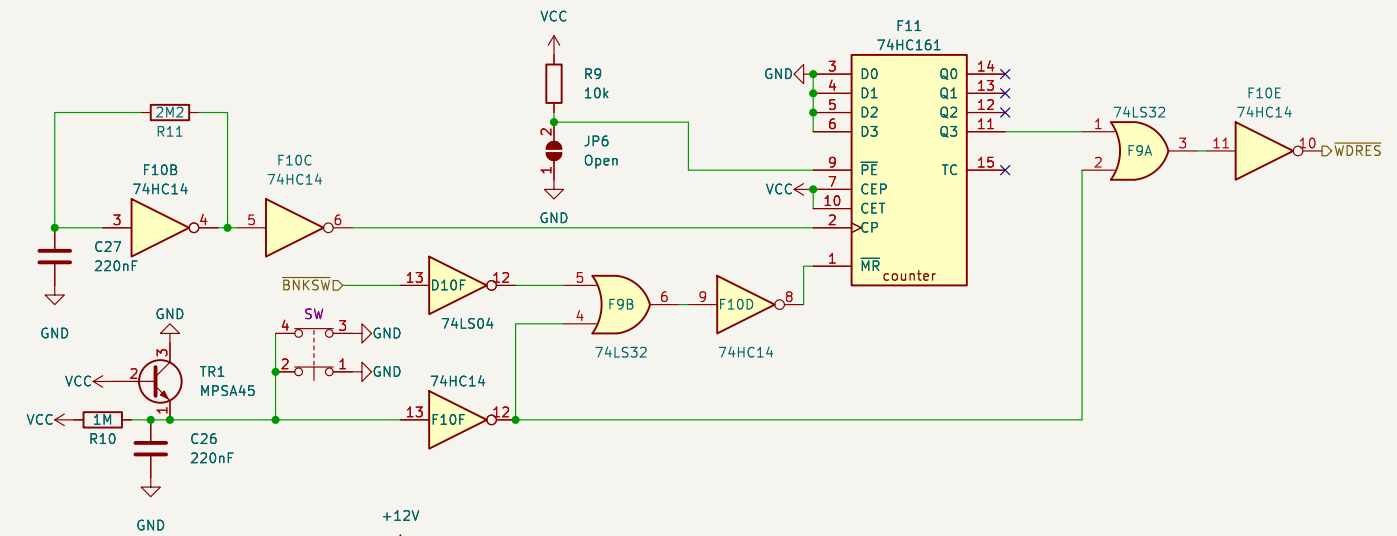 VCC
R9
10k
2
JP6
Open
1
GND
F11
74HC161
GND
3
D0
4
D1
5
D2
6
D3
9
PE
VCC
7
CEP
10
CET
2
CP
1
MR
Q0
14
Q1
13
Q2
12
Q3
11
TC
15
counter
2M2
R11
F10B
74HC14
3
4
F10C
74HC14
5
6
C27
220nF
GND
74LS32
1
2
F9A
3
F10E
74HC14
11
10
WDRES
BNKSW
13
D10F
12
74LS04
5
4
F9B
6
74LS32
9
F10D
8
74HC14
GND
3
VCC
2
TR1
MPSA45
1
SW
4
3
GND
2
1
GND
VCC
1M
R10
C26
220nF
GND
74HC14
13
F10F
12
+12V